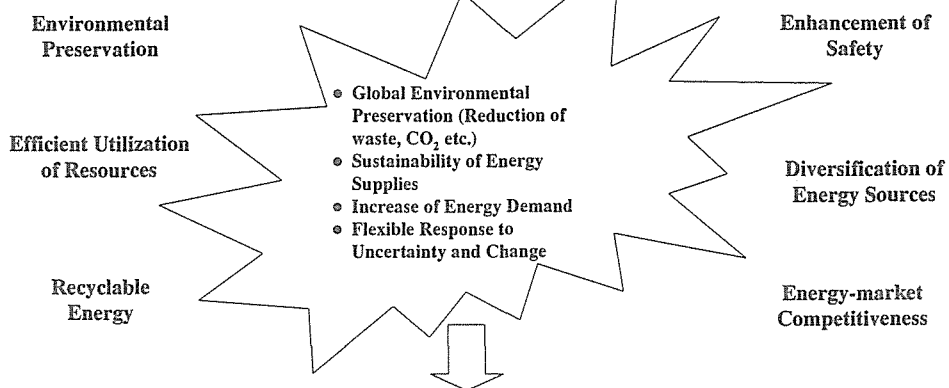 Environmental
Preservation
Efficient Utilization
of Resources
Recyclable
Energy
• Global Environmental
Preservation (Reduction of
waste, CO₂ etc.)
• Sustainability of Energy
Supplies
• Increase of Energy Demand
• Flexible Response to
Uncertainty and Change
Enhancement of
Safety
Diversification of
Energy Sources
Energy-market
Competitiveness